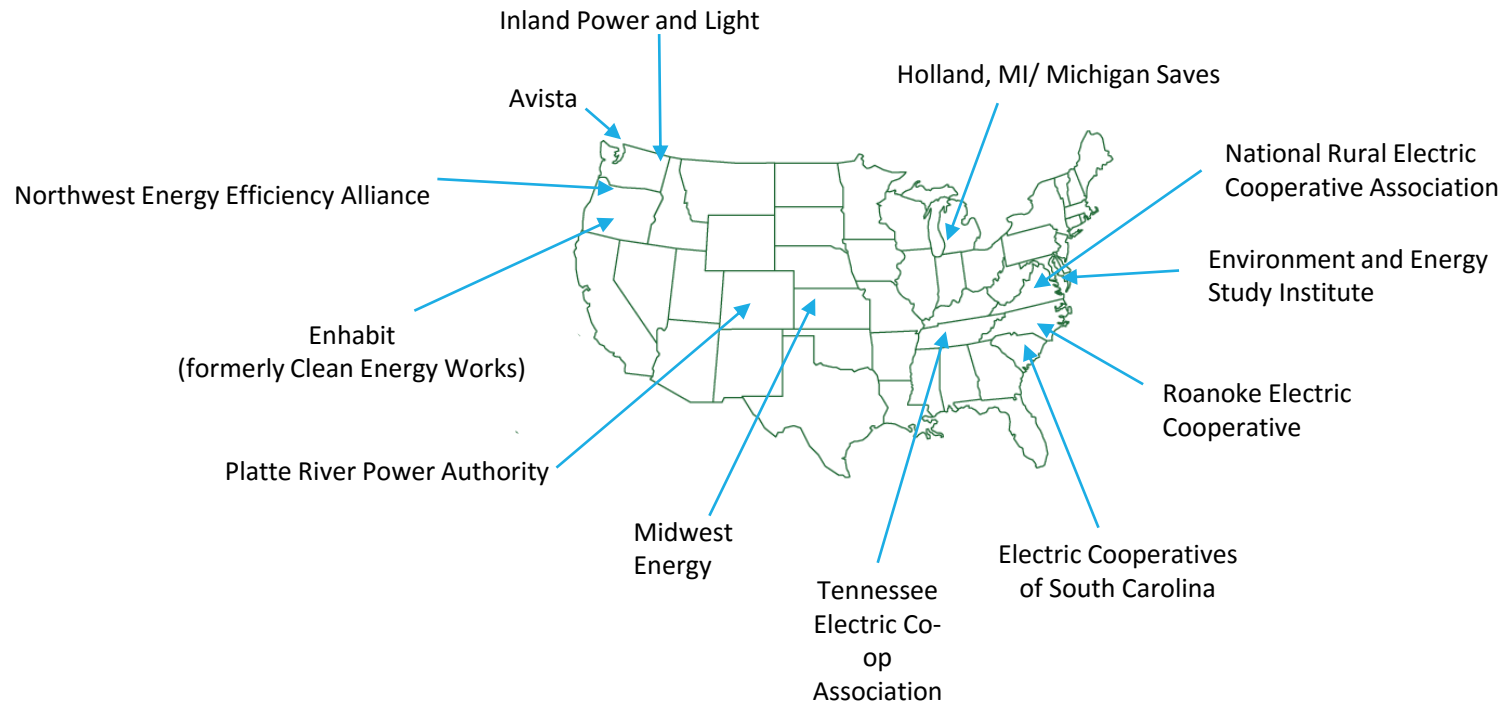 Inland Power and Light
Holland, MI/ Michigan Saves
Avista
National Rural Electric
Cooperative Association
Northwest Energy Efficiency Alliance
Environment and Energy
Study Institute
Enhabit
(formerly Clean Energy Works)
Roanoke Electric
Cooperative
Platte River Power Authority
Midwest
Energy
Electric Cooperatives
of South Carolina
Tennessee
Electric Co-
op
Association